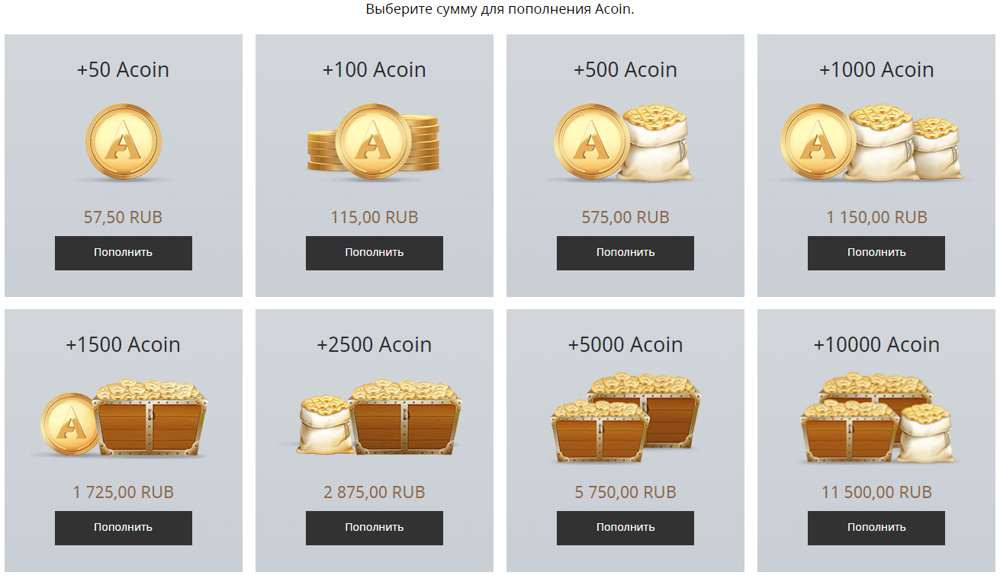 Выберите сумму для пополнения Acoin.
+50 Acoin
57,50 RUB
Пополнить
+100 Acoin
115,00 RUB
Пополнить
+500 Acoin
575,00 RUB
Пополнить
+1000 Acoin
1 150,00 RUB
Пополнить
+1500 Acoin
1 725,00 RUB
Пополнить
+2500 Acoin
2 875,00 RUB
Пополнить
+5000 Acoin
5 750,00 RUB
Пополнить
+10000 Acoin
11 500,00 RUB
Пополнить